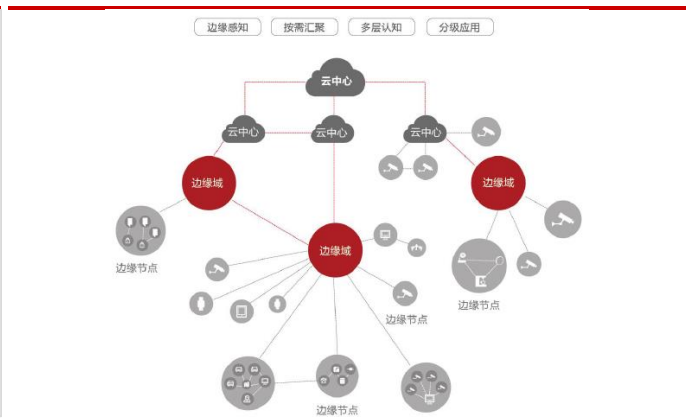 边缘感知 按需汇聚 多层认知 分级应用
云中心
云中心 云中心 云中心
边缘域 边缘域
边缘域
边缘节点
边缘节点
边缘节点
边缘节点